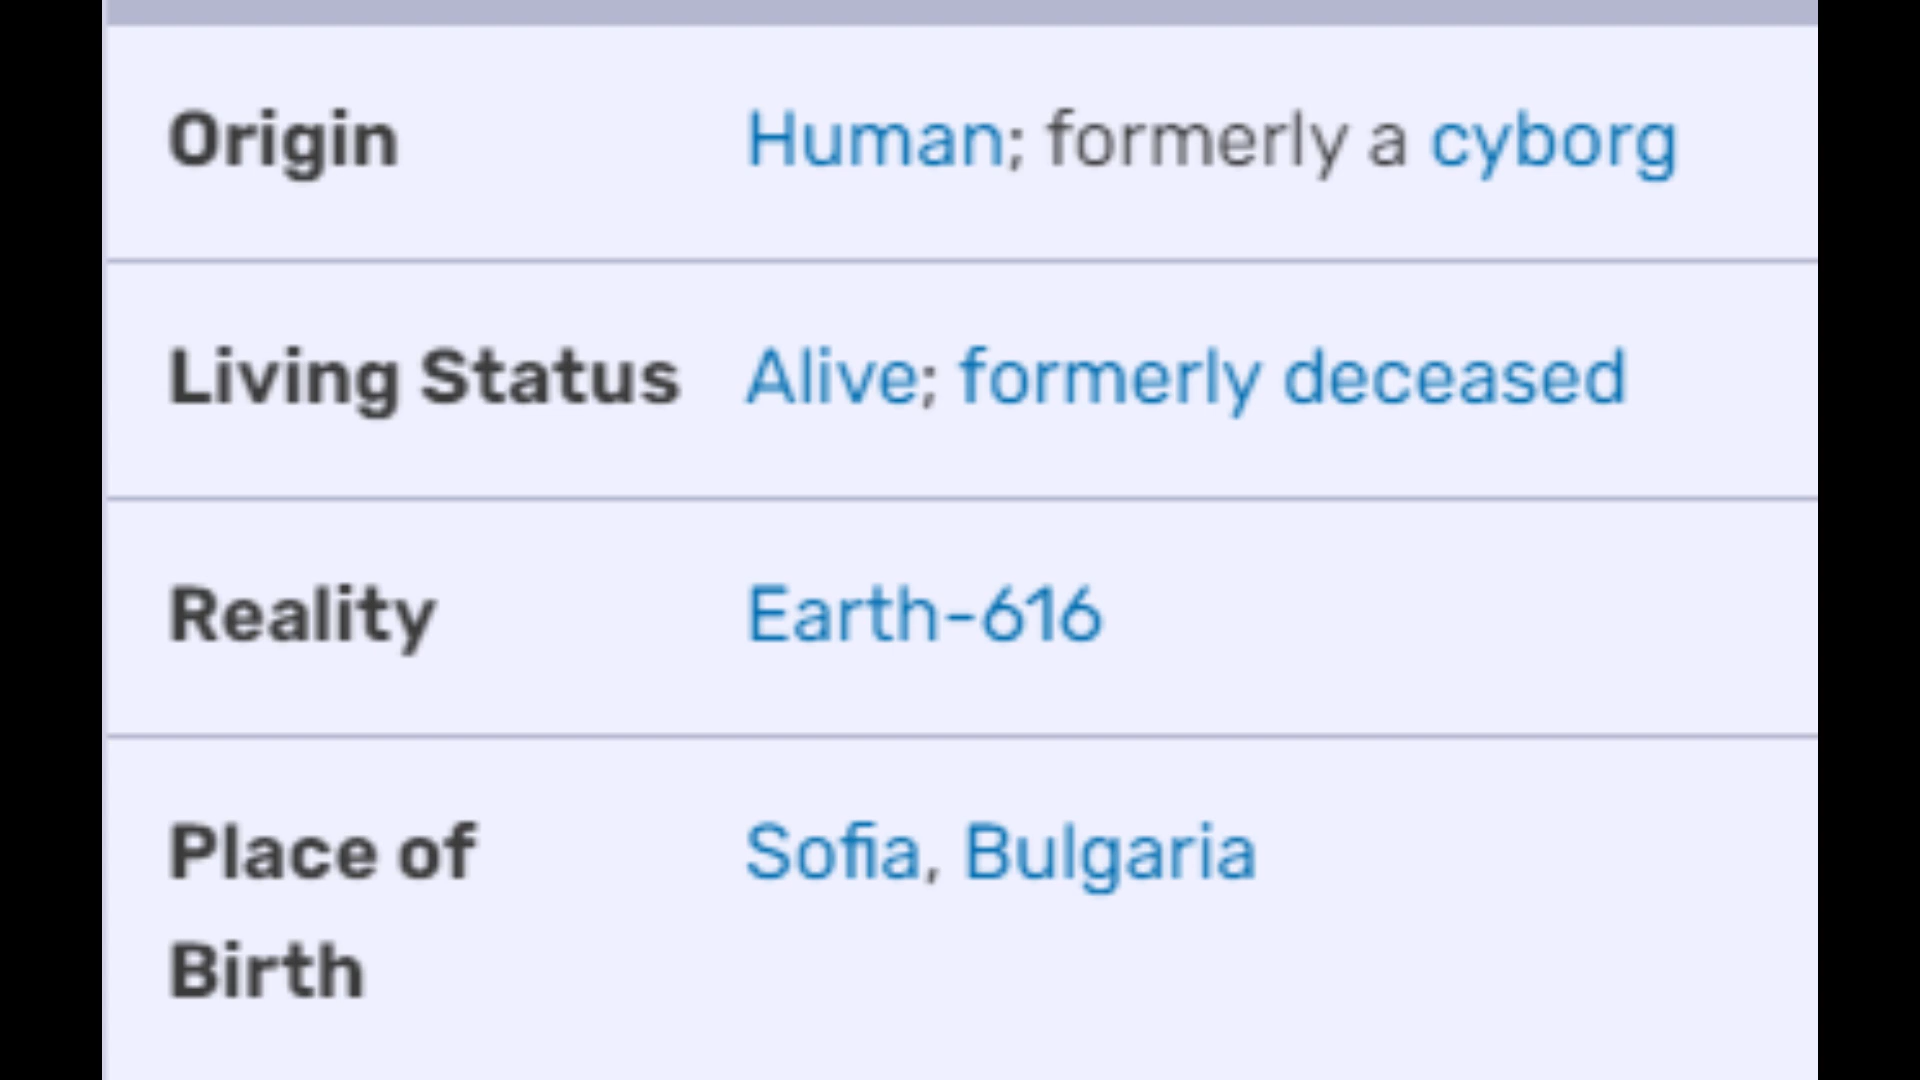 Origin Human; formerly a cyborg
Living Status Alive; formerly deceased
Reality Earth-616
Place of Sofia, Bulgaria
Birth